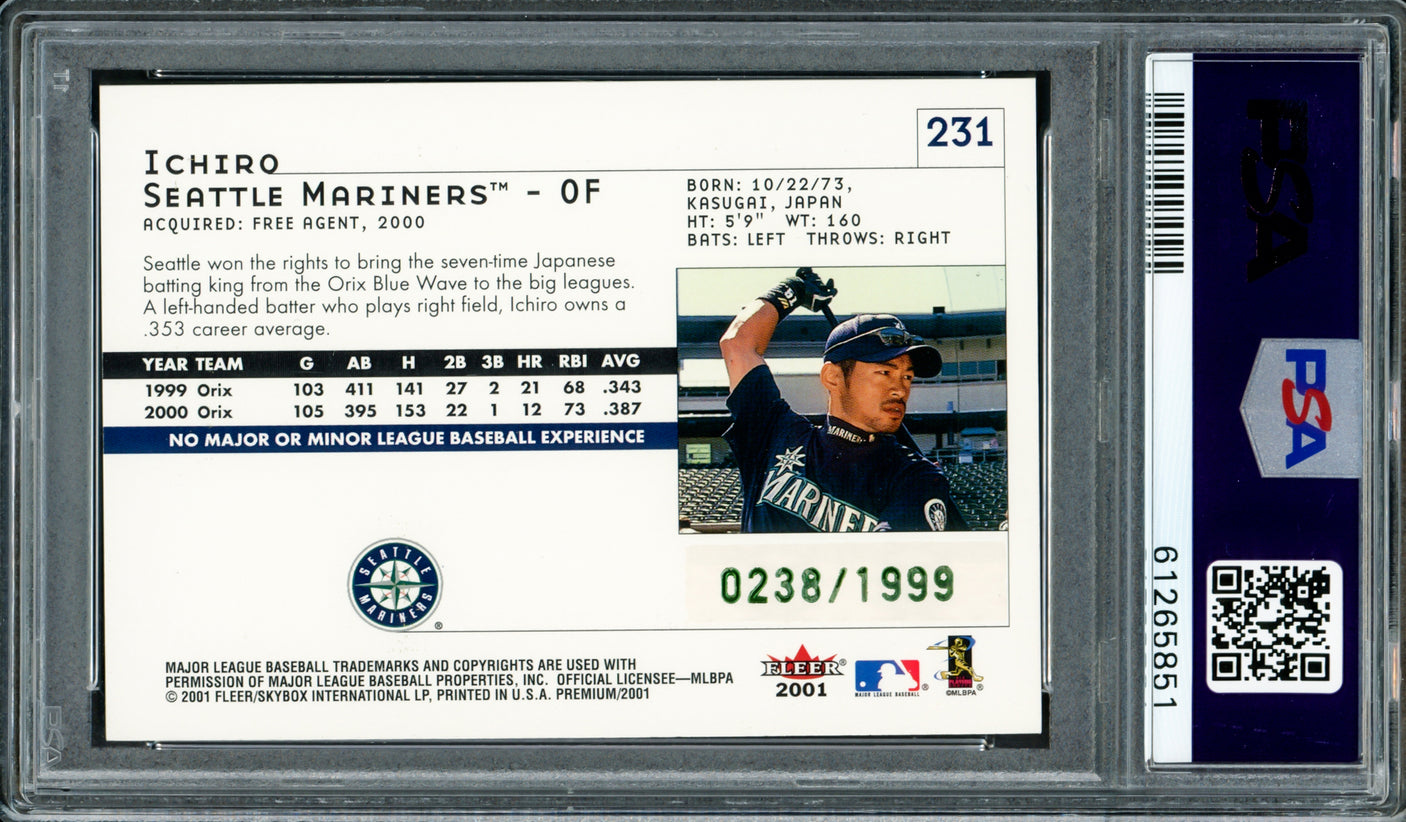 231
ICHIRO
SEATTLE MARINERS™ - OF
ACQUIRED: FREE AGENT, 2000
BORN: 10/22/73,
KASUGAI, JAPAN
HT: 5'9" WT: 160
BATS: LEFT THROWS: RIGHT
Seattle won the rights to bring the seven-time Japanese
batting king from the Orix Blue Wave to the big leagues.
A left-handed batter who plays right field, Ichiro owns a
.353 career average.
YEAR TEAM G AB H 2B 3B HR RBI AVG
1999 Orix 103 411 141 27 2 21 68 .343
2000 Orix 105 395 153 22 1 12 73 .387
NO MAJOR OR MINOR LEAGUE BASEBALL EXPERIENCE
MARINERS
MARINE
SEATTLE MARINERS ®
0238/1999
MAJOR LEAGUE BASEBALL TRADEMARKS AND COPYRIGHTS ARE USED WITH
PERMISSION OF MAJOR LEAGUE BASEBALL PROPERTIES, INC. OFFICIAL LICENSEE—MLBPA
© 2001 FLEER/SKYBOX INTERNATIONAL LP, PRINTED IN U.S.A. PREMIUM/2001
FLEER®
2001
MAJOR LEAGUE BASEBALL ®
©MLBPA ®
PSA
PSA
61265851
PSA